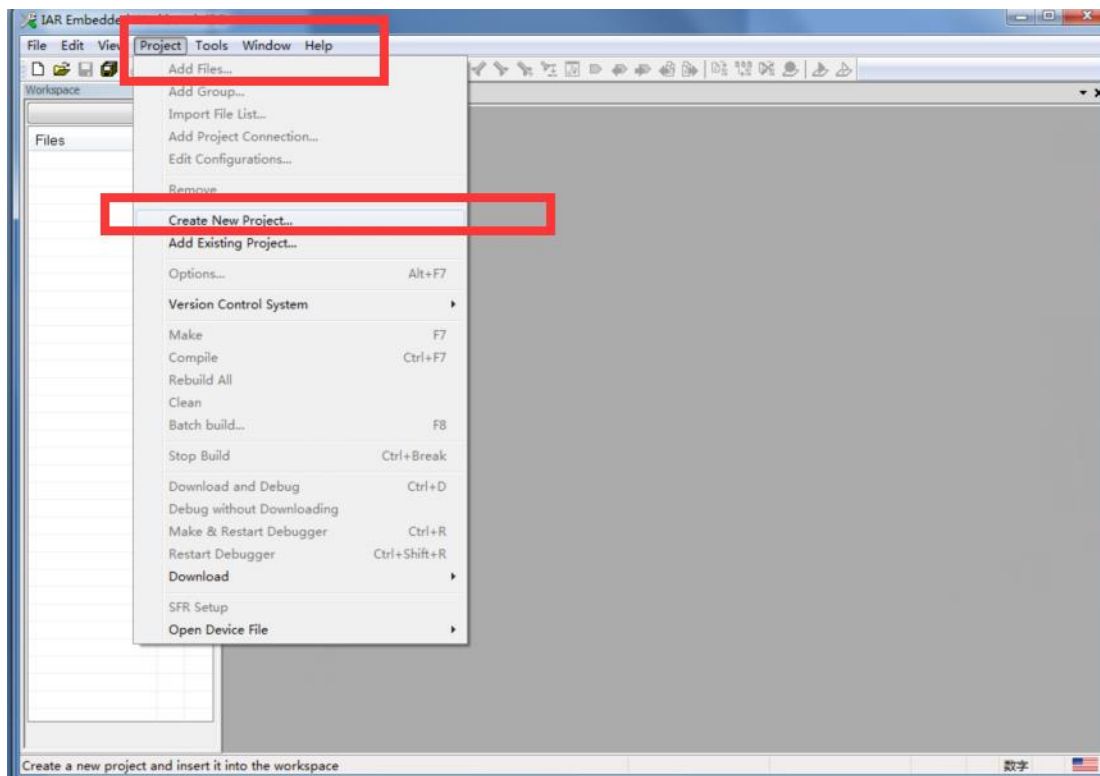 IAR Embedde
File Edit View Project Tools Window Help
Add Files...
Workspace
Add Group...
Import File List...
Files
Add Project Connection...
Edit Configurations...
Remove
Create New Project...
Add Existing Project...
Options... Alt+F7
Version Control System
Make F7
Compile Ctrl+F7
Rebuild All
Clean
Batch build... F8
Stop Build Ctrl+Break
Download and Debug Ctrl+D
Debug without Downloading
Make & Restart Debugger Ctrl+R
Restart Debugger Ctrl+Shift+R
Download
SFR Setup
Open Device File
Create a new project and insert it into the workspace 数字